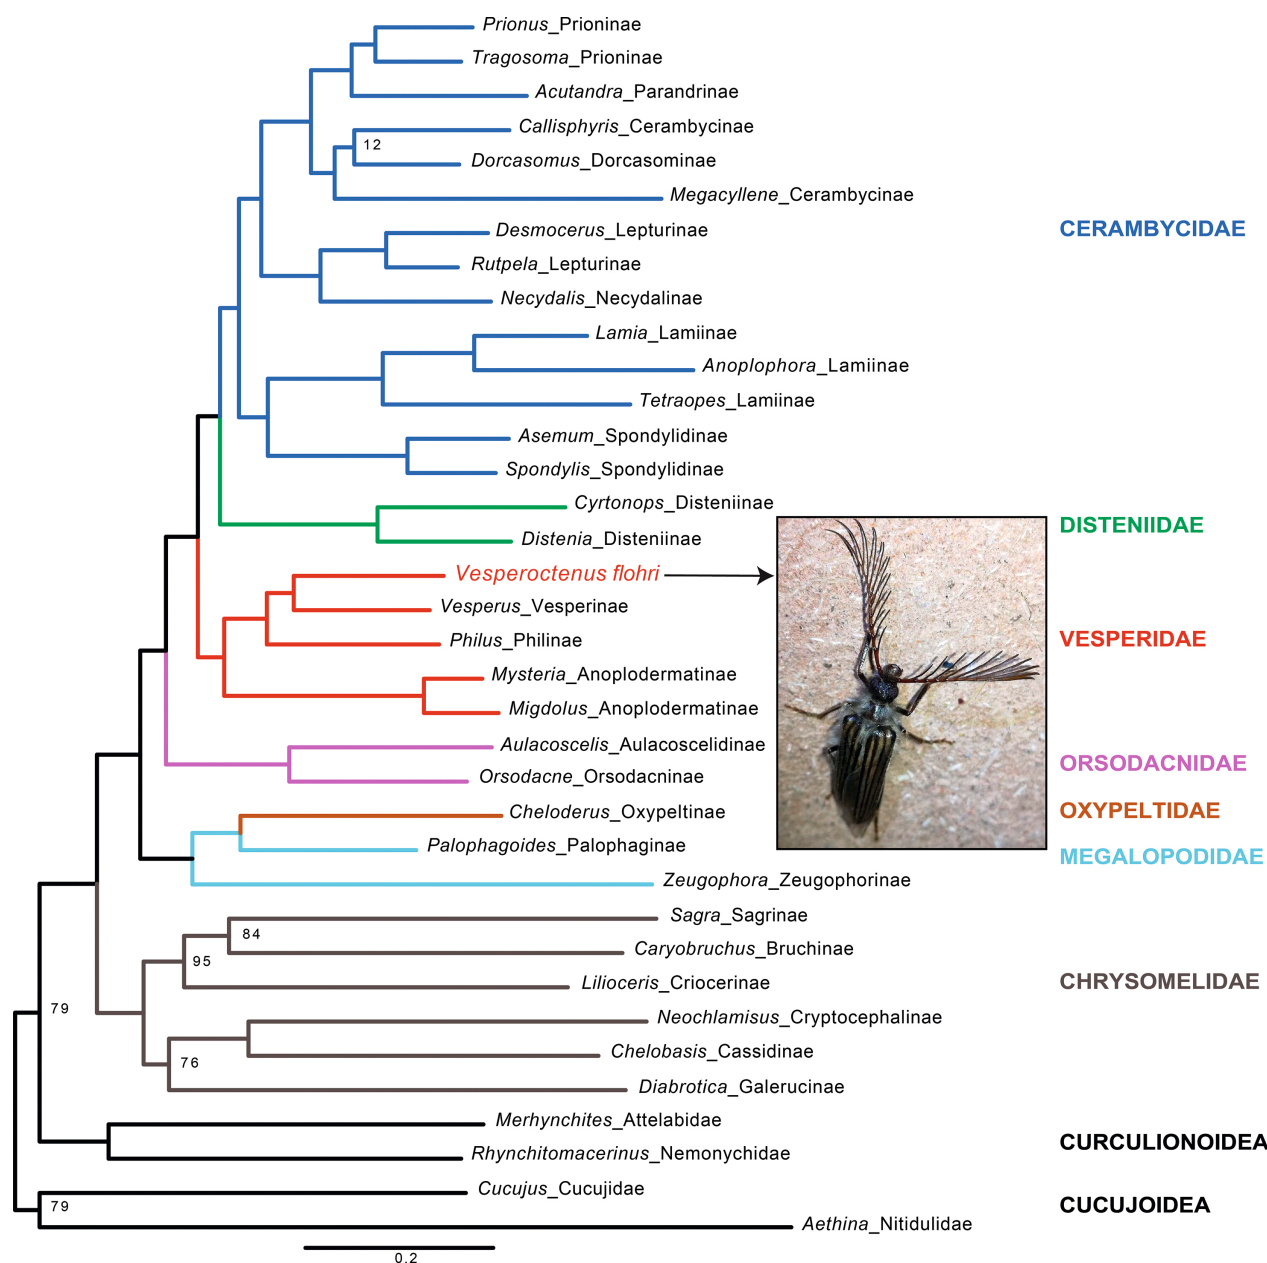 Prionus_Prioninae
Tragosoma_Prioninae
Acutandra_Parandrinae
Callisphyris_Cerambycinae
12
Dorcasomus_Dorcasominae
Megacyllene_Cerambycinae
Desmocerus_Lepturinae
CERAMBYCIDAE
Rutpela_Lepturinae
Necydalis_Necydalinae
Lamia_Lamiinae
Anoplophora_Lamiinae
Tetraopes_Lamiinae
Asemum_Spondylidinae
Spondylis_Spondylidinae
Cyrtonops_Disteniinae
DISTENIIDAE
Distenia_Disteniinae
Vesperoctenus flohri
Vesperus_Vesperinae
Philus_Philinae
VESPERIDAE
Mysteria_Anoplodermatinae
Migdolus_Anoplodermatinae
Aulacoscelis_Aulacoscelidinae
ORSODACNIDAE
Orsodacne_Orsodacninae
Cheloderus_Oxypeltinae
OXYPELTIDAE
Palophagoides_Palophaginae
MEGALOPODIDAE
Zeugophora_Zeugophorinae
Sagra_Sagrinae
84
Caryobruchus_Bruchinae
95
Lilioceris_Criocerinae
CHRYSOMELIDAE
79
Neochlamisus_Cryptocephalinae
Chelobasis_Cassidinae
76
Diabrotica_Galerucinae
Merhynchites_Attelabidae
CURCULIONOIDEA
Rhynchitomacerinus_Nemonychidae
Cucujus_Cucujidae
79
CUCUJOIDEA
Aethina_Nitidulidae
0.2